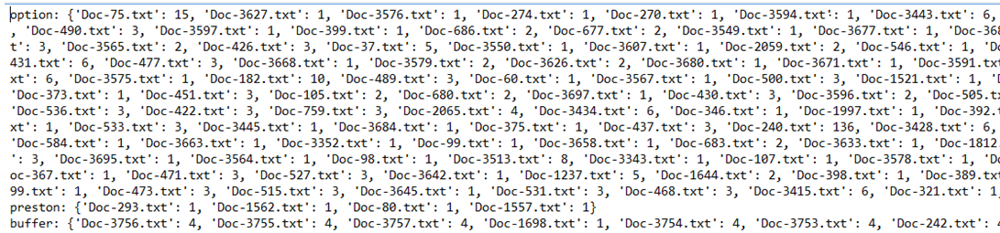 option: {'Doc-75.txt': 15, 'Doc-3627.txt': 1, 'Doc-3576.txt': 1, 'Doc-274.txt': 1, 'Doc-270.txt': 1, 'Doc-3594.txt': 1, 'Doc-3443.txt': 6,
, 'Doc-490.txt': 3, 'Doc-3597.txt': 1, 'Doc-399.txt': 1, 'Doc-686.txt': 2, 'Doc-677.txt': 2, 'Doc-3549.txt': 1, 'Doc-3677.txt': 1, 'Doc-368
t': 3, 'Doc-3565.txt': 2, 'Doc-426.txt': 3, 'Doc-37.txt': 5, 'Doc-3550.txt': 1, 'Doc-3607.txt': 1, 'Doc-2059.txt': 2, 'Doc-546.txt': 1, 'Do
431.txt': 6, 'Doc-477.txt': 3, 'Doc-3668.txt': 1, 'Doc-3579.txt': 2, 'Doc-3626.txt': 2, 'Doc-3680.txt': 1, 'Doc-3671.txt': 1, 'Doc-3591.t
xt': 6, 'Doc-3575.txt': 1, 'Doc-182.txt': 10, 'Doc-489.txt': 3, 'Doc-60.txt': 1, 'Doc-3567.txt': 1, 'Doc-500.txt': 3, 'Doc-1521.txt': 1, 'D
Doc-373.txt': 1, 'Doc-451.txt': 3, 'Doc-105.txt': 2, 'Doc-680.txt': 2, 'Doc-3697.txt': 1, 'Doc-430.txt': 3, 'Doc-3596.txt': 2, 'Doc-505.
'Doc-536.txt': 3, 'Doc-422.txt': 3, 'Doc-759.txt': 3, 'Doc-2065.txt': 4, 'Doc-3434.txt': 6, 'Doc-346.txt': 1, 'Doc-1997.txt': 1, 'Doc-392.
xt': 1, 'Doc-533.txt': 3, 'Doc-3445.txt': 1, 'Doc-3684.txt': 1, 'Doc-375.txt': 1, 'Doc-437.txt': 3, 'Doc-240.txt': 136, 'Doc-3428.txt': 6,
Doc-584.txt': 1, 'Doc-3663.txt': 1, 'Doc-3352.txt': 1, 'Doc-99.txt': 1, 'Doc-3658.txt': 1, 'Doc-683.txt': 2, 'Doc-3633.txt': 1, 'Doc-1812
': 3, 'Doc-3695.txt': 1, 'Doc-3564.txt': 1, 'Doc-98.txt': 1, 'Doc-3513.txt': 8, 'Doc-3343.txt': 1, 'Doc-107.txt': 1, 'Doc-3578.txt': 1, 'Do
oc-367.txt': 1, 'Doc-471.txt': 3, 'Doc-527.txt': 3, 'Doc-3642.txt': 1, 'Doc-1237.txt': 5, 'Doc-1644.txt': 2, 'Doc-398.txt': 1, 'Doc-389.tx
99.txt': 1, 'Doc-473.txt': 3, 'Doc-515.txt': 3, 'Doc-3645.txt': 1, 'Doc-531.txt': 3, 'Doc-468.txt': 3, 'Doc-3415.txt': 6, 'Doc-321.txt': 1,
preston: {'Doc-293.txt': 1, 'Doc-1562.txt': 1, 'Doc-80.txt': 1, 'Doc-1557.txt': 1}
buffer: {'Doc-3756.txt': 4, 'Doc-3755.txt': 4, 'Doc-3757.txt': 4, 'Doc-1698.txt': 1, 'Doc-3754.txt': 4, 'Doc-3753.txt': 4, 'Doc-242.txt': 4